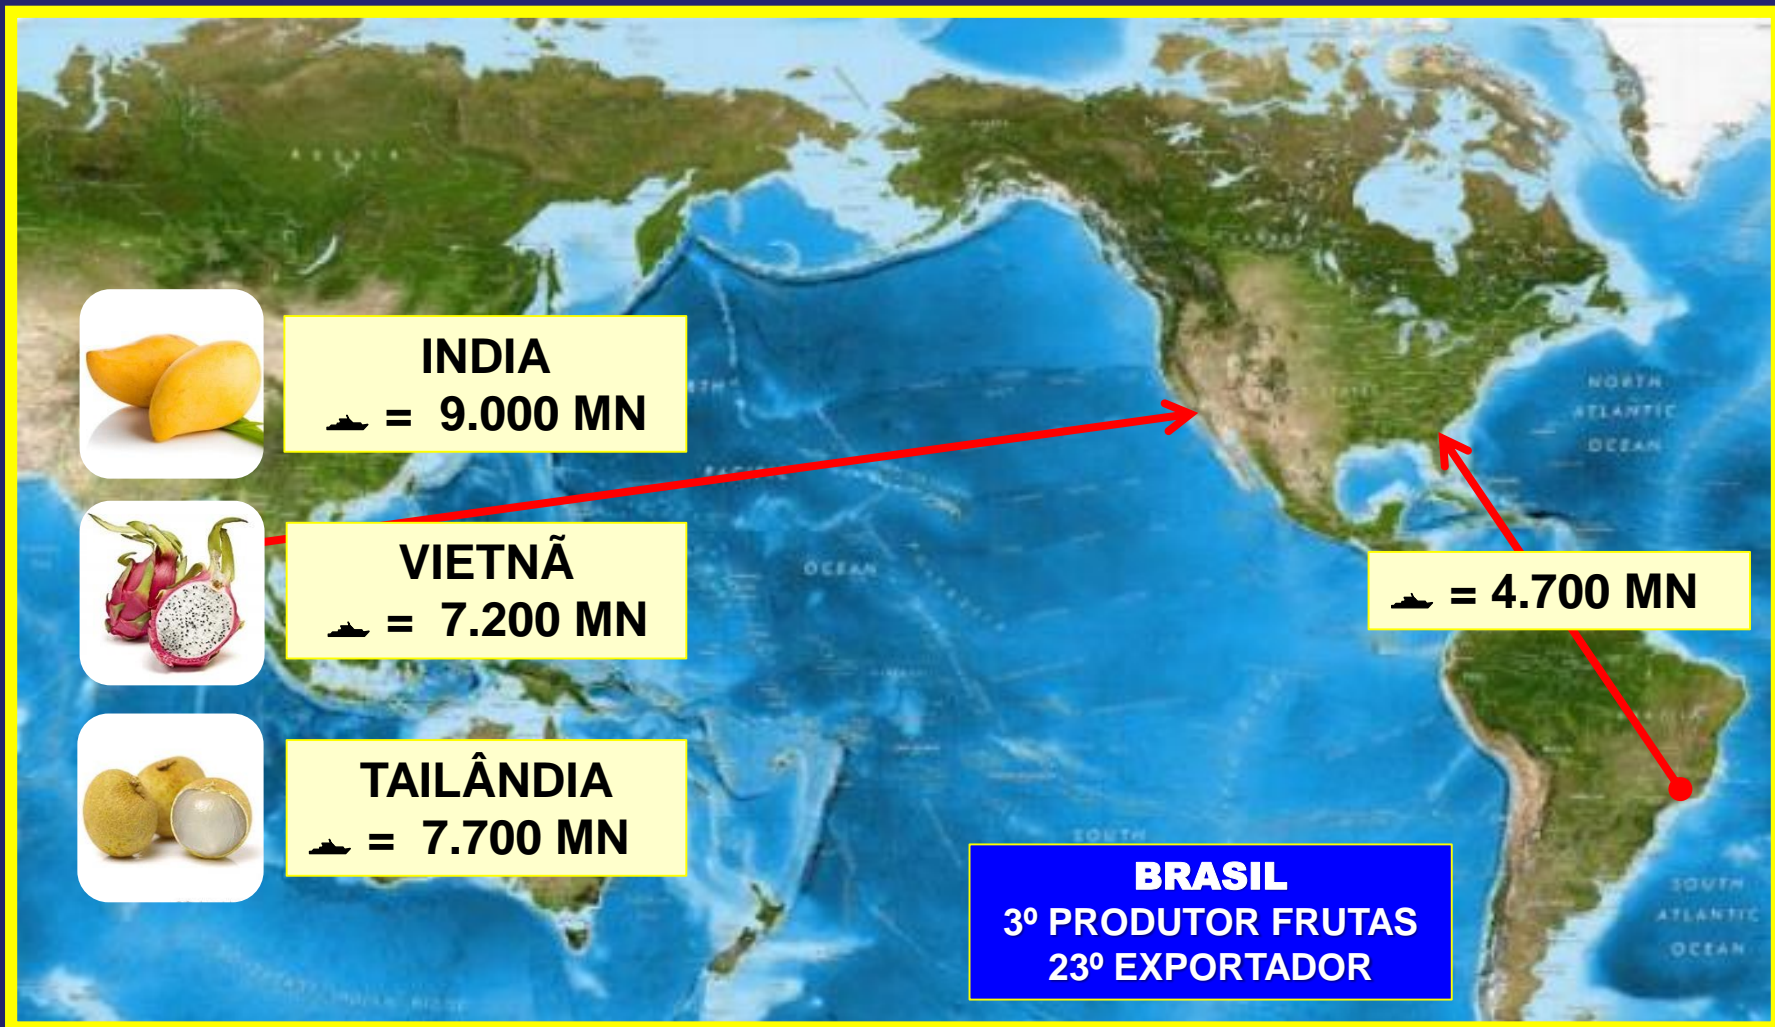 INDIA
= 9.000 MN
VIETNÃ
= 7.200 MN
TAILÂNDIA
= 7.700 MN
= 4.700 MN
BRASIL
3º PRODUTOR FRUTAS
23º EXPORTADOR
NORTH
ATLANTIC
OCEAN
OCEAN
SOUTH
SOUTH
ATLANTIC
OCEAN